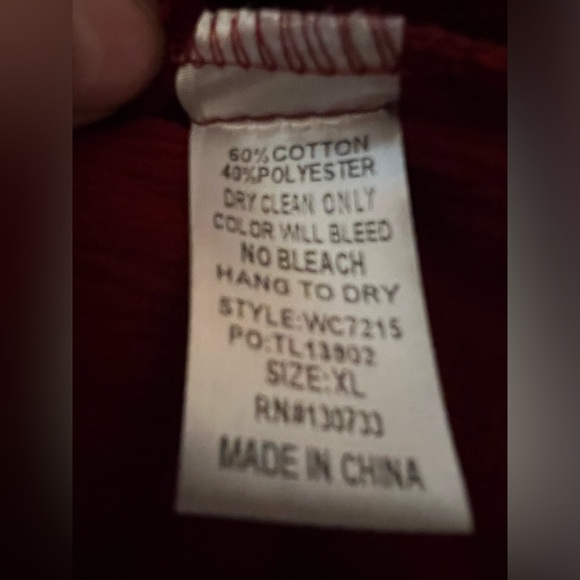 60%COTTON
40%POLYESTER
DRY CLEAN ONLY
COLOR WILL BLEED
NO BLEACH
HANG TO DRY
STYLE:WC7215
PO:TL13902
SIZE:XL
RN#130733
MADE IN CHINA